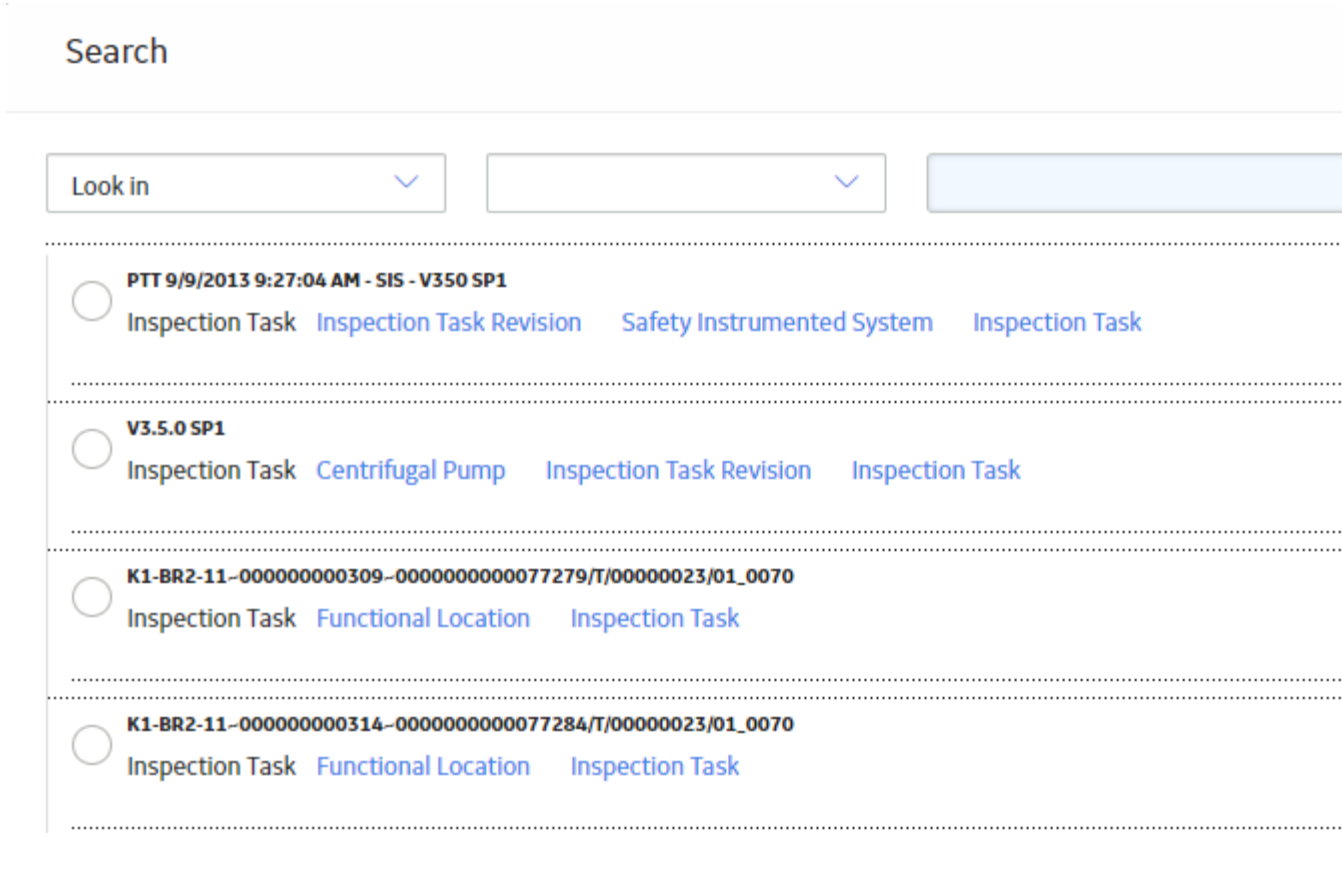 Search
Look in
PTT 9/9/2013 9:27:04 AM - SIS - V350 SP1
Inspection Task Inspection Task Revision Safety Instrumented System Inspection Task
V3.5.0 SP1
Inspection Task Centrifugal Pump Inspection Task Revision Inspection Task
K1-BR2-11~000000000309~0000000000077279/T/00000023/01_0070
Inspection Task Functional Location Inspection Task
K1-BR2-11~000000000314~0000000000077284/T/00000023/01_0070
Inspection Task Functional Location Inspection Task